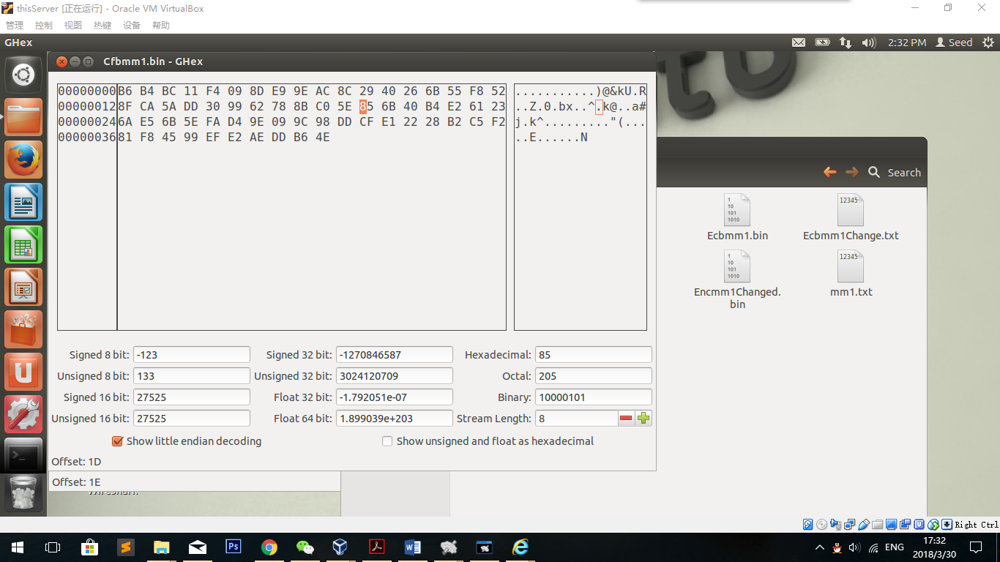 thisServer [正在运行] - Oracle VM VirtualBox
管理 控制 视图 热键 设备 帮助
GHex
2:32 PM Seed
Cfbmm1.bin - GHex
00000000 B6 B4 BC 11 F4 09 8D E9 9E AC 8C 29 40 26 6B 55 F8 52 ...........)@&kU.R
00000012 8F CA 5A DD 30 99 62 78 8B C0 5E 85 6B 40 B4 E2 61 23 ..Z.0.bx..^.k@..a#
00000024 6A E5 6B 5E FA D4 9E 09 9C 98 DD CF E1 22 28 B2 C5 F2 j.k^........."(...
00000036 81 F8 45 99 EF E2 AE DD B6 4E ..E......N
Search
Ecbmm1.bin
Ecbmm1Change.txt
Encmm1Changed.
bin
mm1.txt
Signed 8 bit: -123 Signed 32 bit: -1270846587 Hexadecimal: 85
Unsigned 8 bit: 133 Unsigned 32 bit: 3024120709 Octal: 205
Signed 16 bit: 27525 Float 32 bit: -1.792051e-07 Binary: 10000101
Unsigned 16 bit: 27525 Float 64 bit: 1.899039e+203 Stream Length: 8
Show little endian decoding Show unsigned and float as hexadecimal
Offset: 1D
Offset: 1E
Right Ctrl
ENG
17:32
2018/3/30